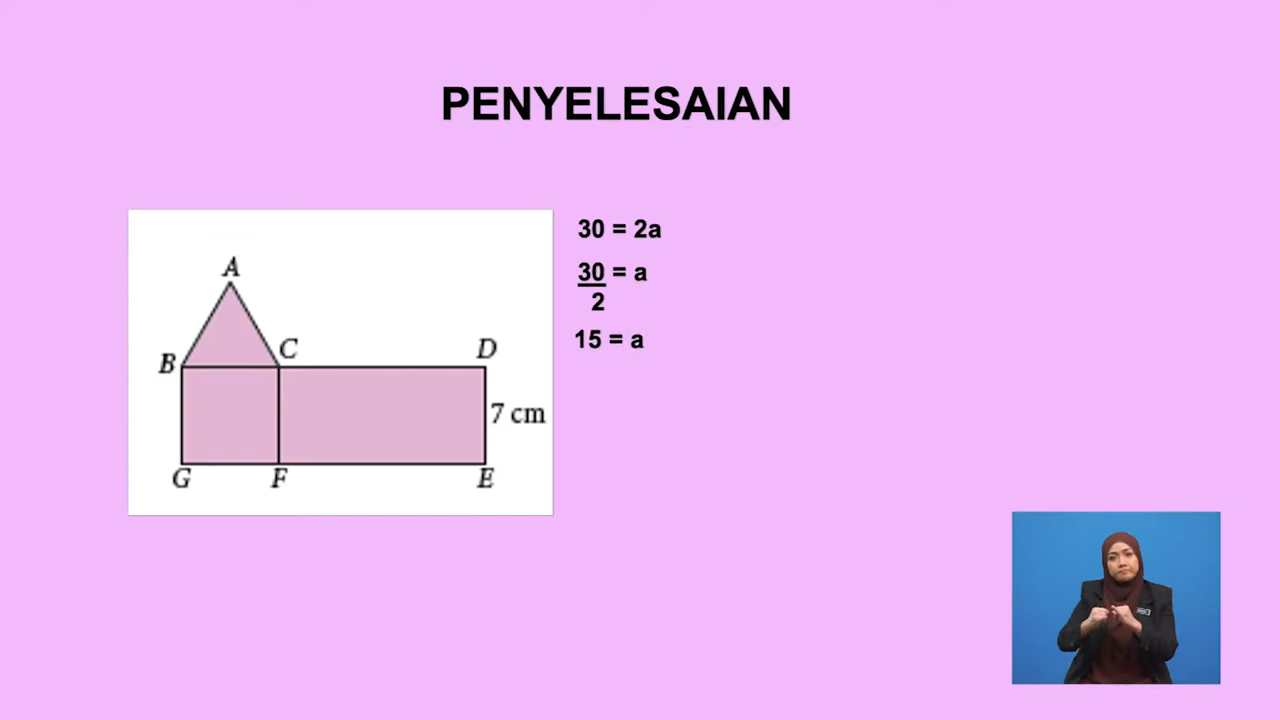 PENYELESAIAN
A
B
C
D
7 cm
G
F
E
30 = 2a
30 = a
2
15 = a